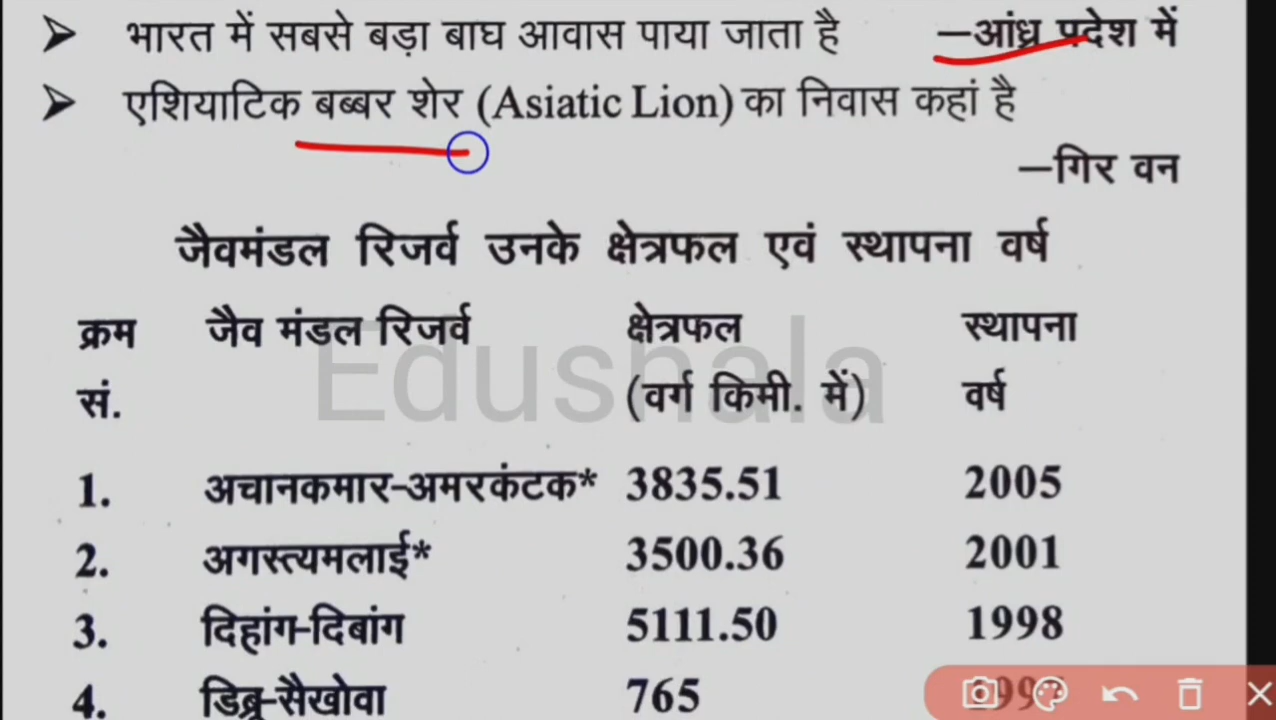 ➤ भारत में सबसे बड़ा बाघ आवास पाया जाता है —आंध्र प्रदेश में
➤ एशियाटिक बब्बर शेर (Asiatic Lion) का निवास कहां है
—गिर वन
जैवमंडल रिजर्व उनके क्षेत्रफल एवं स्थापना वर्ष
क्रम जैव मंडल रिजर्व क्षेत्रफल स्थापना
सं. (वर्ग किमी. में) वर्ष
Edushala
1. अचानकमार-अमरकंटक* 3835.51 2005
2. अगस्त्यमलाई* 3500.36 2001
3. दिहांग-दिबांग 5111.50 1998
4. डिब्रू-सैखोवा 765